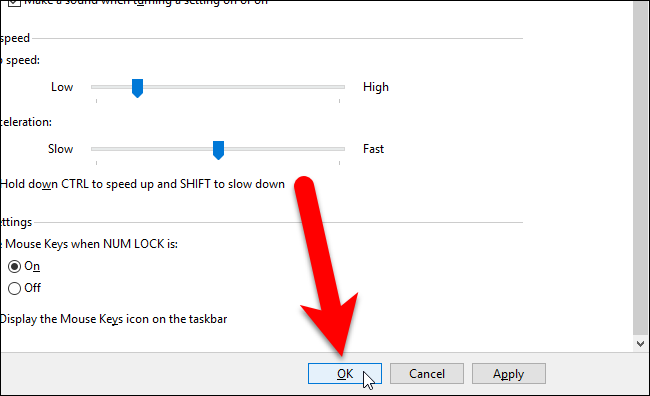 Make a sound when turning a setting on or off
speed
speed:
Low High
celeration:
Slow Fast
Hold down CTRL to speed up and SHIFT to slow down
ettings
Mouse Keys when NUM LOCK is:
On
Off
Display the Mouse Keys icon on the taskbar
OK Cancel Apply